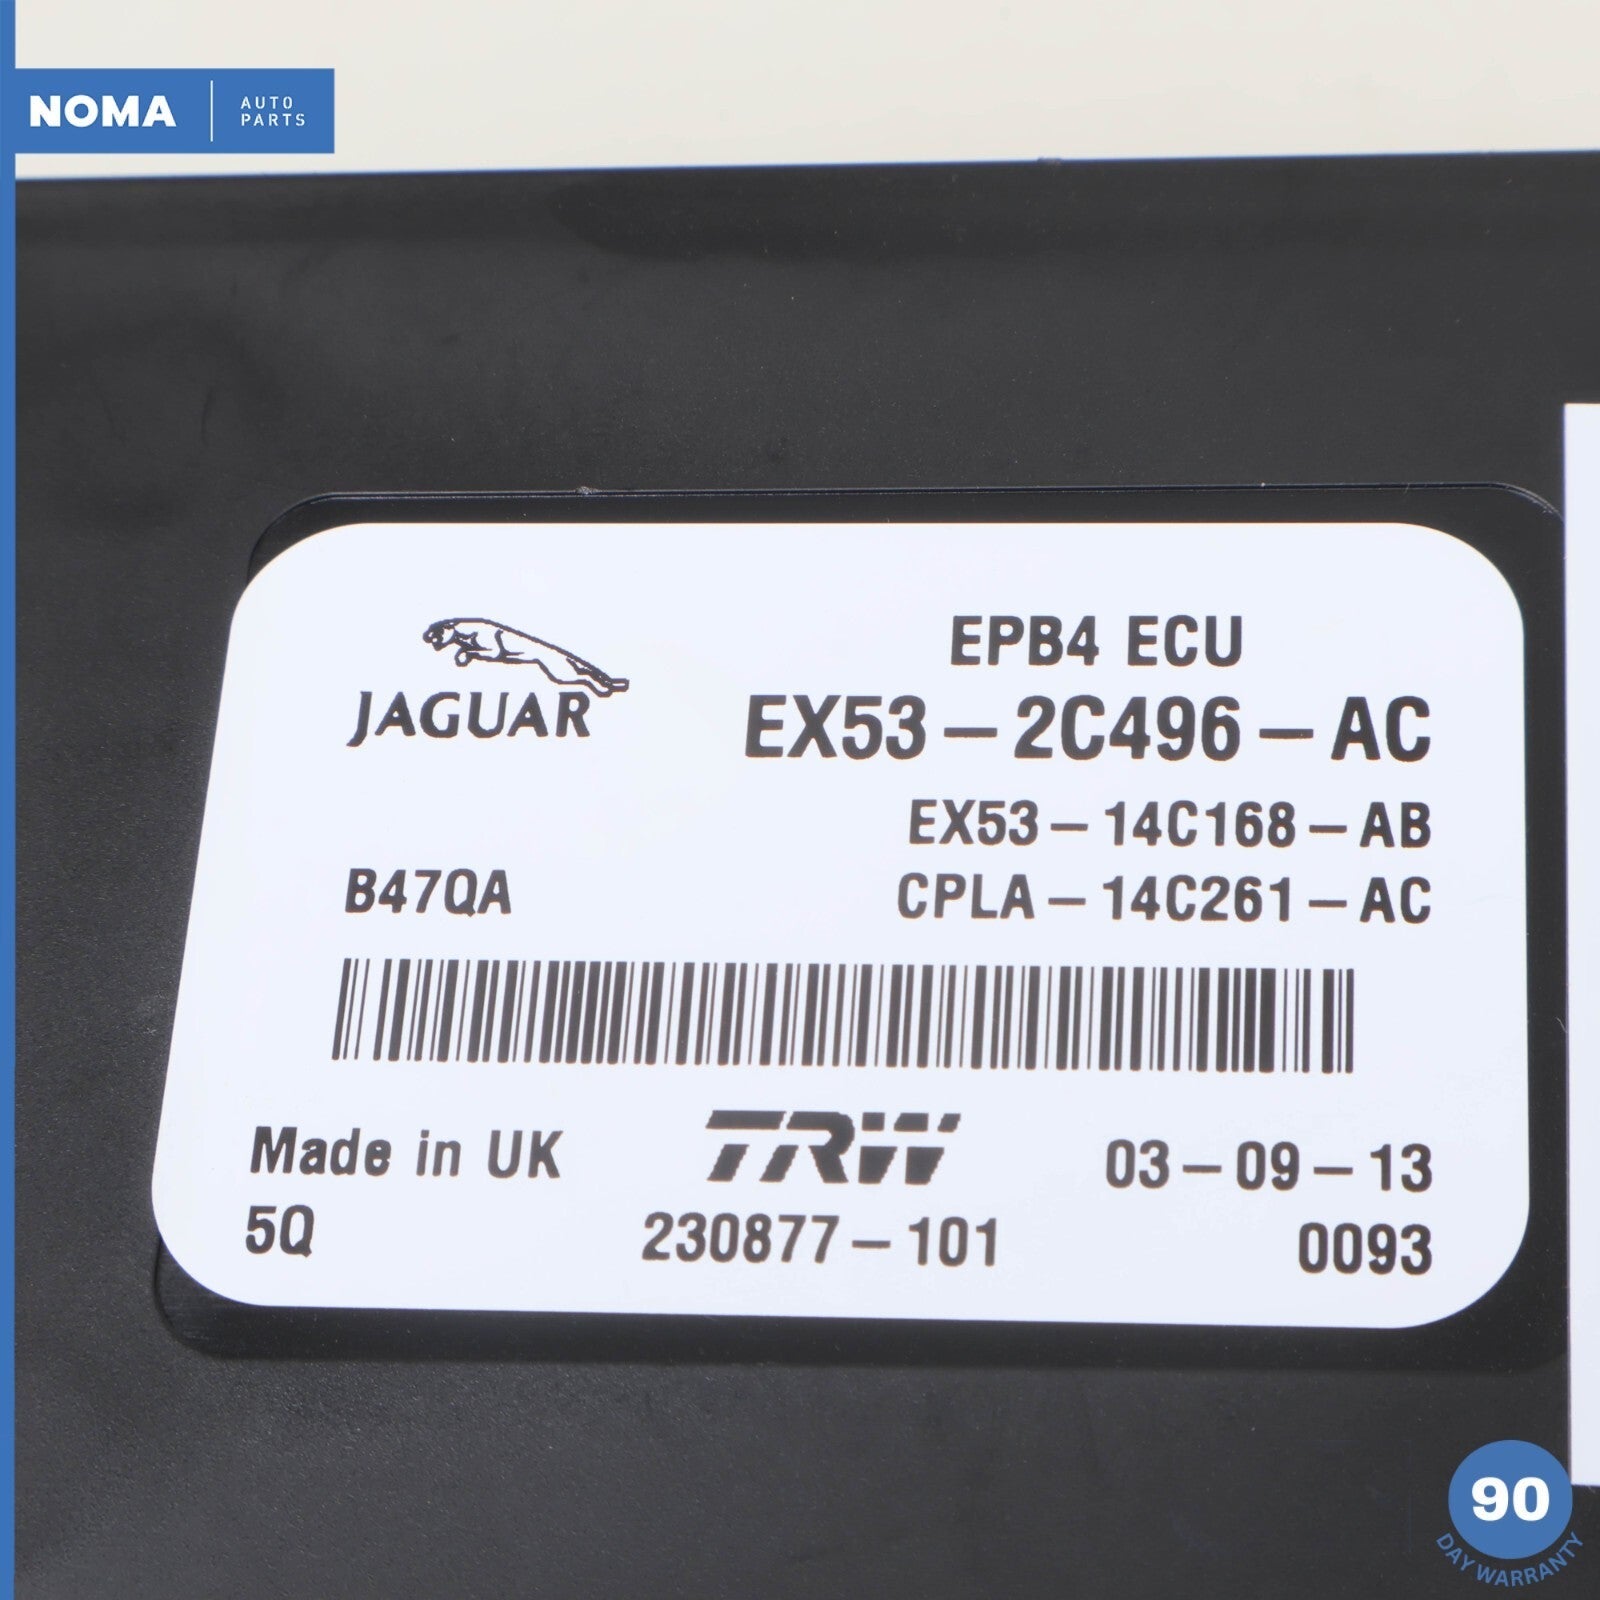 NOMA AUTO PARTS
JAGUAR
EPB4 ECU
EX53-2C496-AC
EX53-14C168-AB
B47QA CPLA-14C261-AC
Made in UK TRW 03-09-13
5Q 230877-101 0093
90
DAY WARRANTY